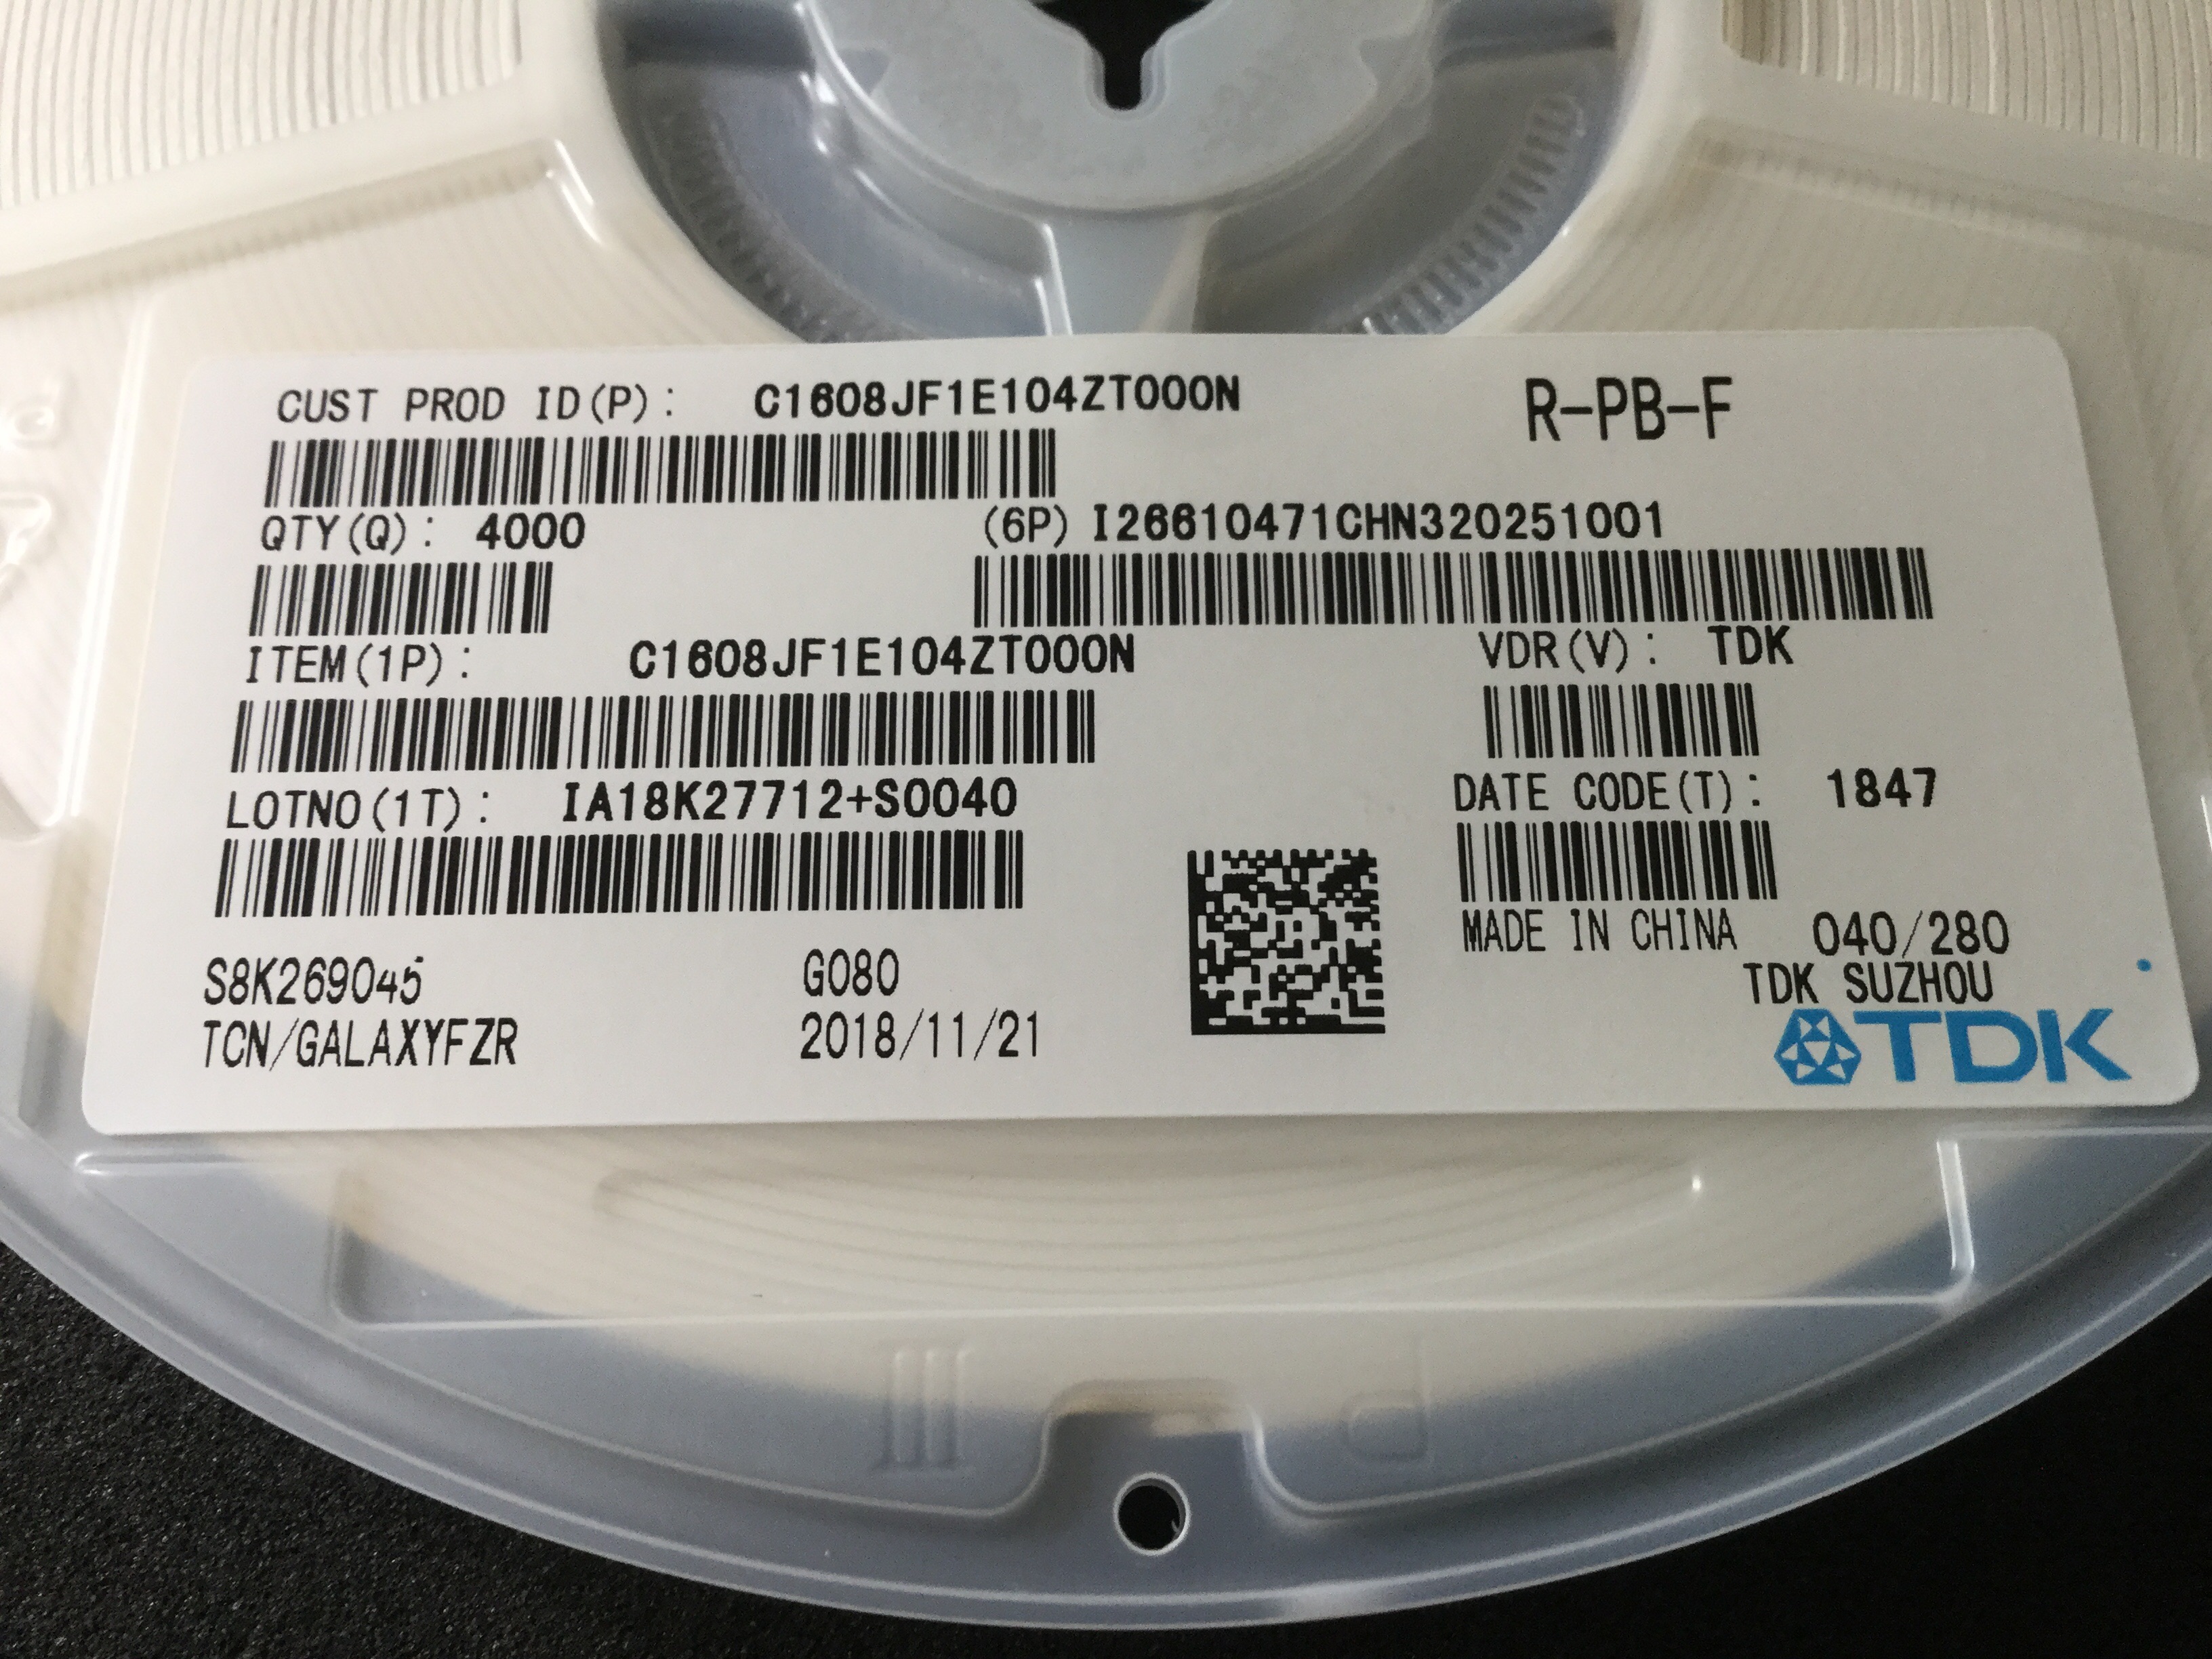 CUST PROD ID(P): C1608JF1E104ZT000N
R-PB-F
QTY(Q): 4000
(6P) I26610471CHN320251001
ITEM(1P): C1608JF1E104ZT000N
VDR(V): TDK
LOTNO(1T): IA18K27712+S0040
DATE CODE(T): 1847
MADE IN CHINA 040/280
S8K269045 G080
TDK SUZHOU
TCN/GALAXYFZR 2018/11/21
TDK